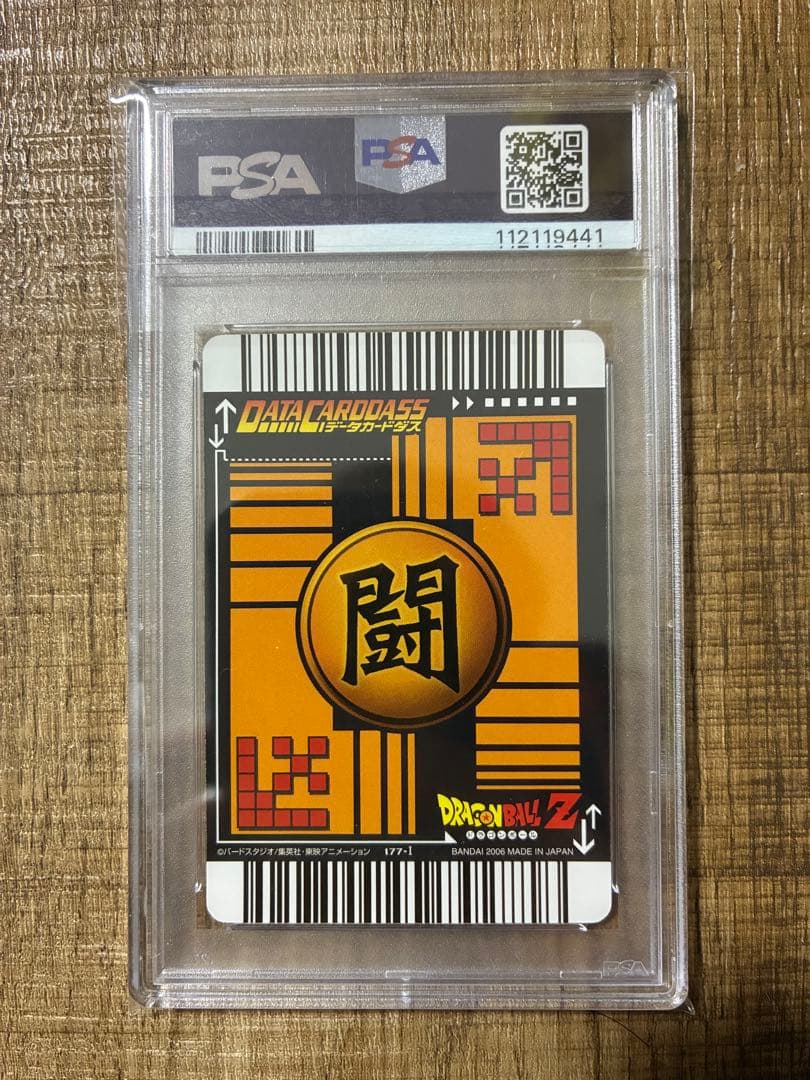 PSA
PSA
112119441
DATA CARDDASS
データカードダス
闘
DRAGONBALL Z
ドラゴンボール
©バードスタジオ/集英社・東映アニメーション 177-1 BANDAI 2006 MADE IN JAPAN
PSA